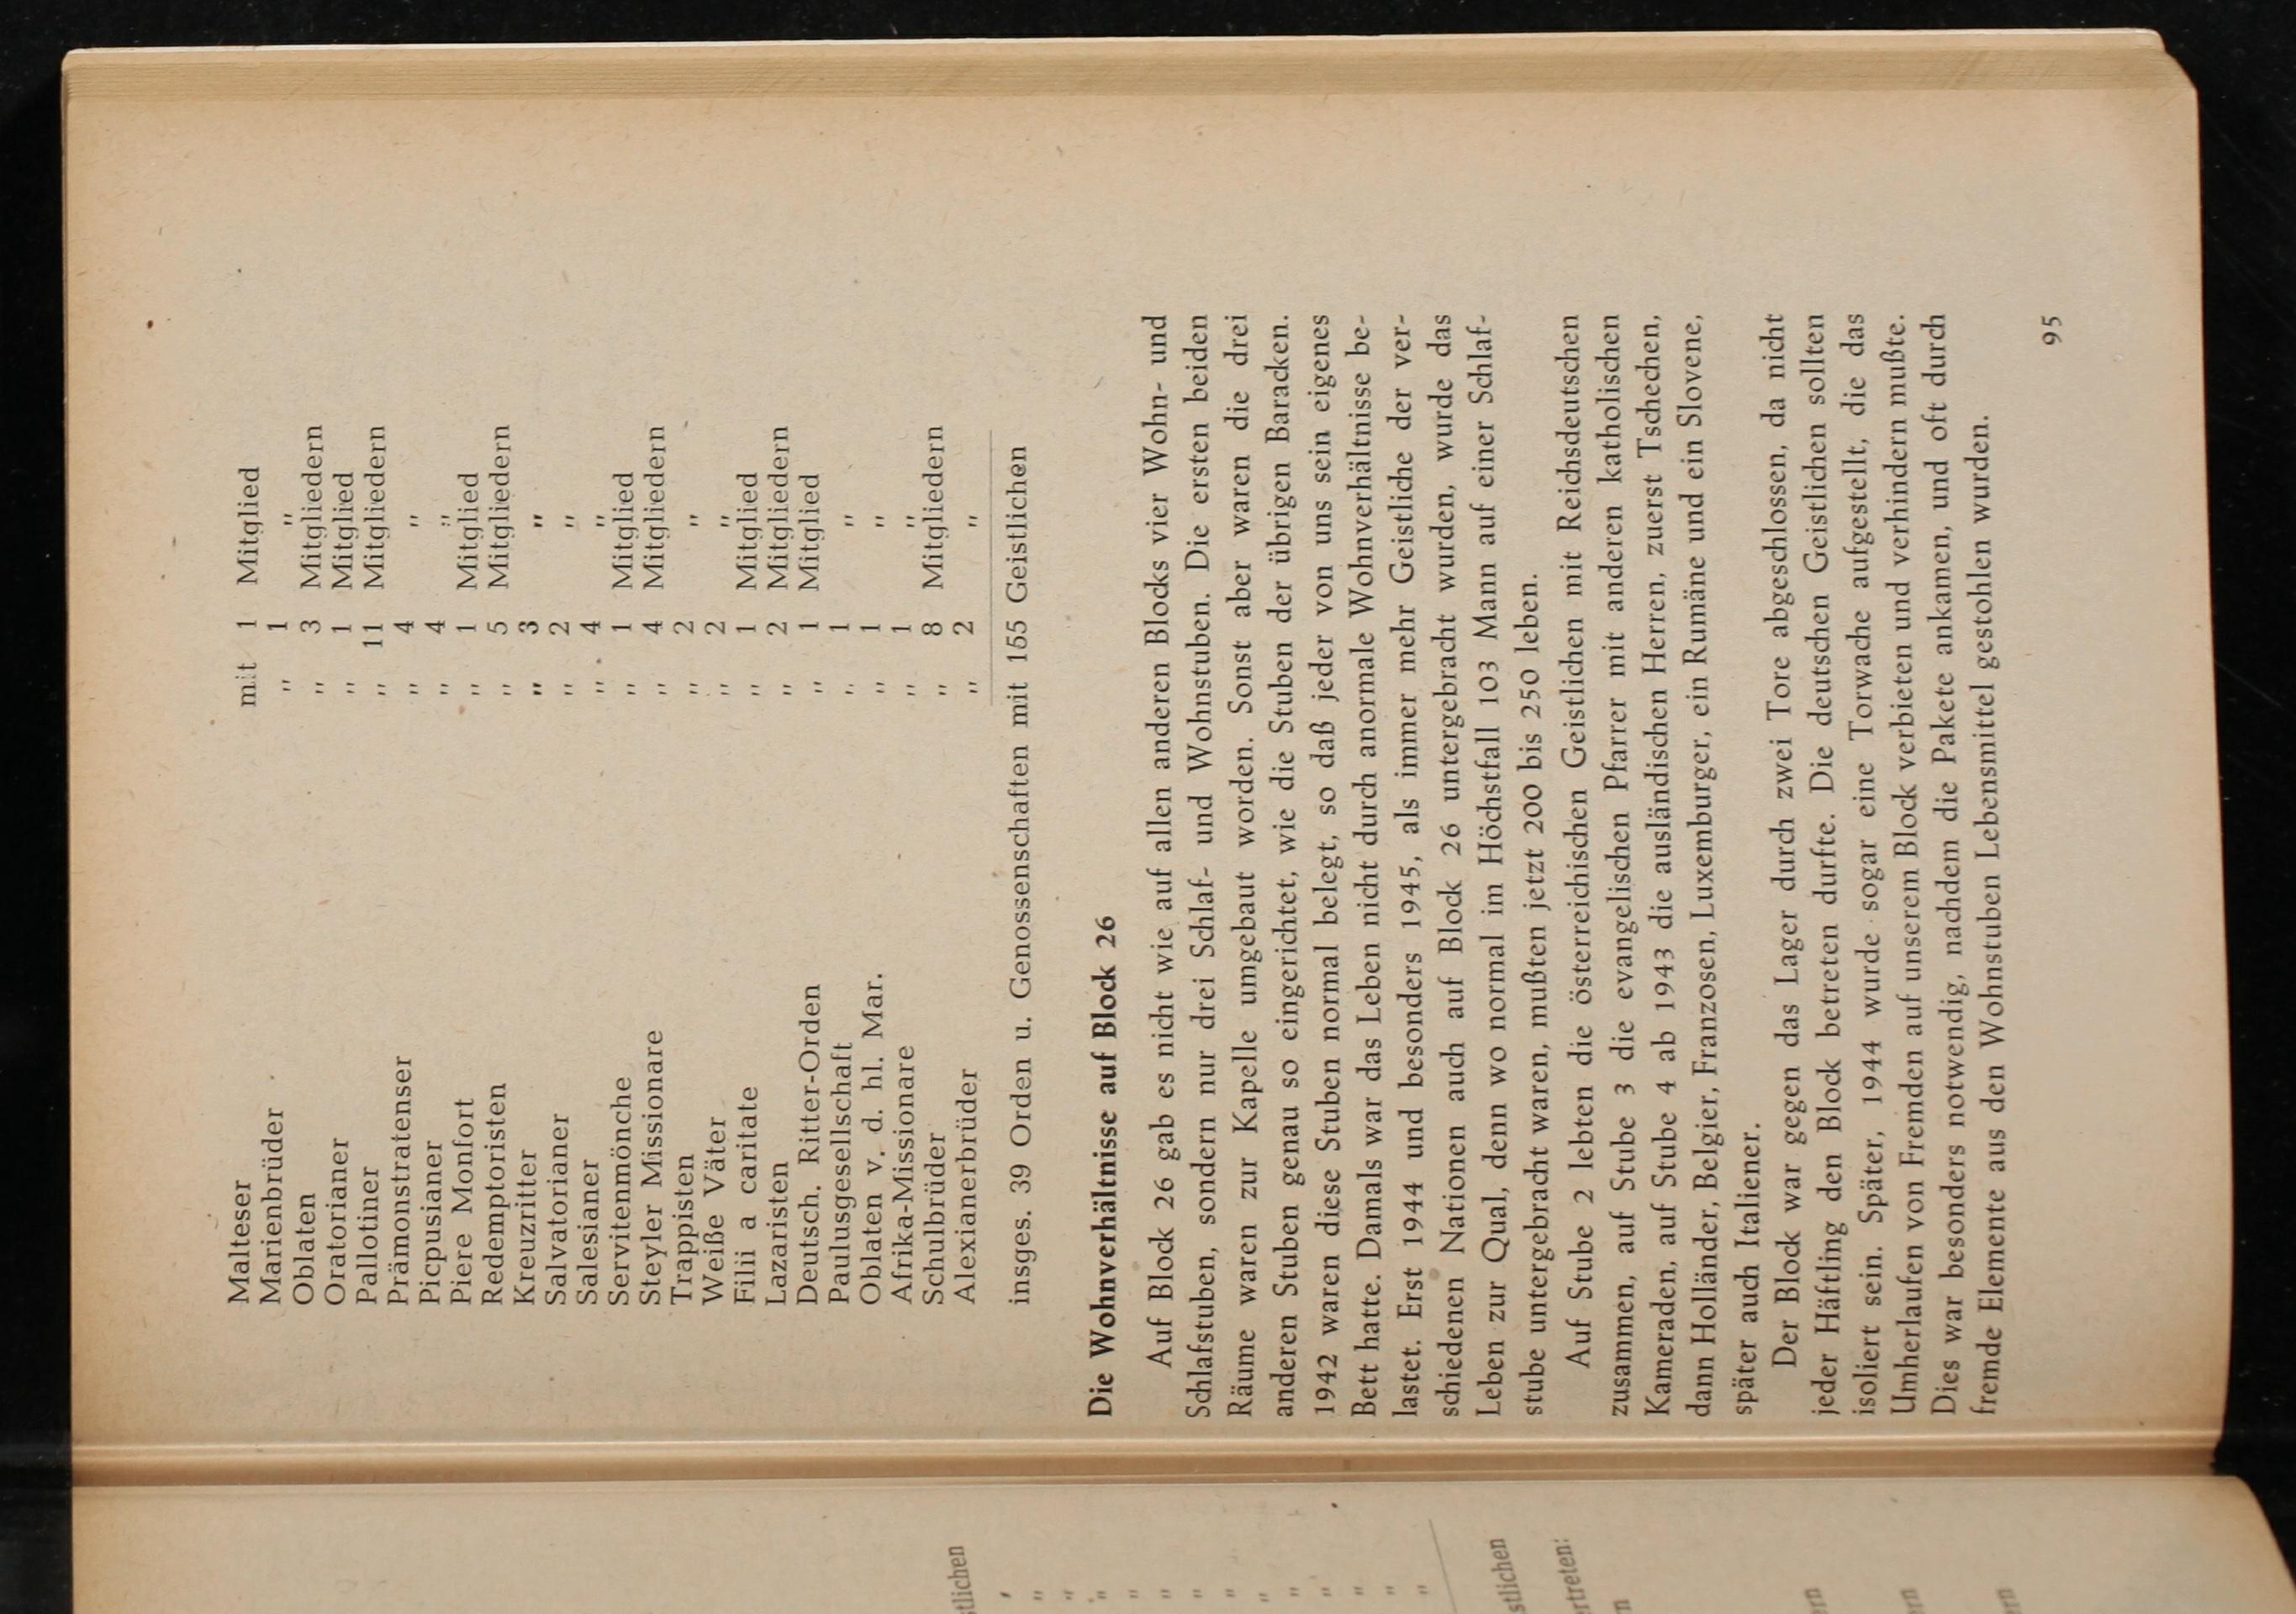 Malteser mit 1 Mitglied
Marienbrüder " 1 "
Oblaten " 3 Mitgliedern
Oratorianer " 1 Mitglied
Pallotiner " 11 Mitgliedern
Prämonstratenser " 4 "
Picpusianer " 4 "
Piere Monfort " 1 Mitglied
Redemptoristen " 5 Mitgliedern
Kreuzritter " 3 "
Salvatorianer " 2 "
Salesianer " 4 "
Servitenmönche " 1 Mitglied
Steyler Missionare " 4 Mitgliedern
Trappisten " 2 "
Weiße Väter " 2 "
Filii a caritate " 1 Mitglied
Lazaristen " 2 Mitgliedern
Deutsch. Ritter-Orden " 1 Mitglied
Paulusgesellschaft " 1 "
Oblaten v. d. hl. Mar. " 1 "
Afrika-Missionare " 1 "
Schulbrüder " 8 Mitgliedern
Alexianerbrüder " 2 "
insges. 39 Orden u. Genossenschaften mit 155 Geistlichen
Die Wohnverhältnisse auf Block 26
Auf Block 26 gab es nicht wie auf allen anderen Blocks vier Wohn- und
Schlafstuben, sondern nur drei Schlaf- und Wohnstuben. Die ersten beiden
Räume waren zur Kapelle umgebaut worden. Sonst aber waren die drei
anderen Stuben genau so eingerichtet, wie die Stuben der übrigen Baracken.
1942 waren diese Stuben normal belegt, so daß jeder von uns sein eigenes
Bett hatte. Damals war das Leben nicht durch anormale Wohnverhältnisse be-
lastet. Erst 1944 und besonders 1945, als immer mehr Geistliche der ver-
schiedenen Nationen auch auf Block 26 untergebracht wurden, wurde das
Leben zur Qual, denn wo normal im Höchstfall 103 Mann auf einer Schlaf-
stube untergebracht waren, mußten jetzt 200 bis 250 leben.
Auf Stube 2 lebten die österreichischen Geistlichen mit Reichsdeutschen
zusammen, auf Stube 3 die evangelischen Pfarrer mit anderen katholischen
Kameraden, auf Stube 4 ab 1943 die ausländischen Herren, zuerst Tschechen,
dann Holländer, Belgier, Franzosen, Luxemburger, ein Rumäne und ein Slovene,
später auch Italiener.
Der Block war gegen das Lager durch zwei Tore abgeschlossen, da nicht
jeder Häftling den Block betreten durfte. Die deutschen Geistlichen sollten
isoliert sein. Später, 1944 wurde sogar eine Torwache aufgestellt, die das
Umherlaufen von Fremden auf unserem Block verbieten und verhindern mußte.
Dies war besonders notwendig, nachdem die Pakete ankamen, und oft durch
fremde Elemente aus den Wohnstuben Lebensmittel gestohlen wurden.
95